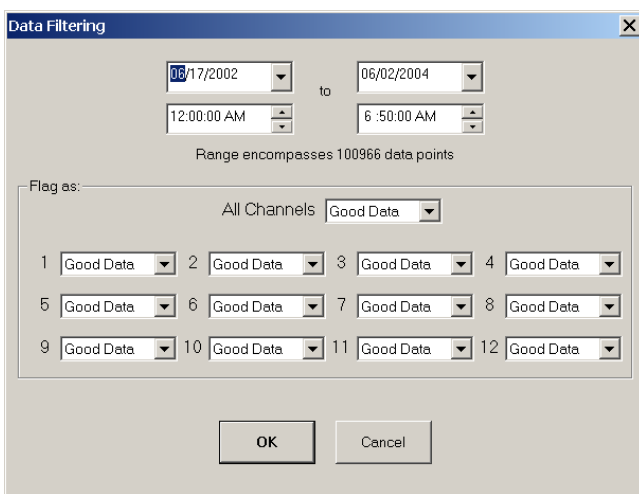 Data Filtering
06/17/2002 to 06/02/2004
12:00:00 AM 6 :50:00 AM
Range encompasses 100966 data points
Flag as:
All Channels Good Data
1 Good Data 2 Good Data 3 Good Data 4 Good Data
5 Good Data 6 Good Data 7 Good Data 8 Good Data
9 Good Data 10 Good Data 11 Good Data 12 Good Data
OK Cancel